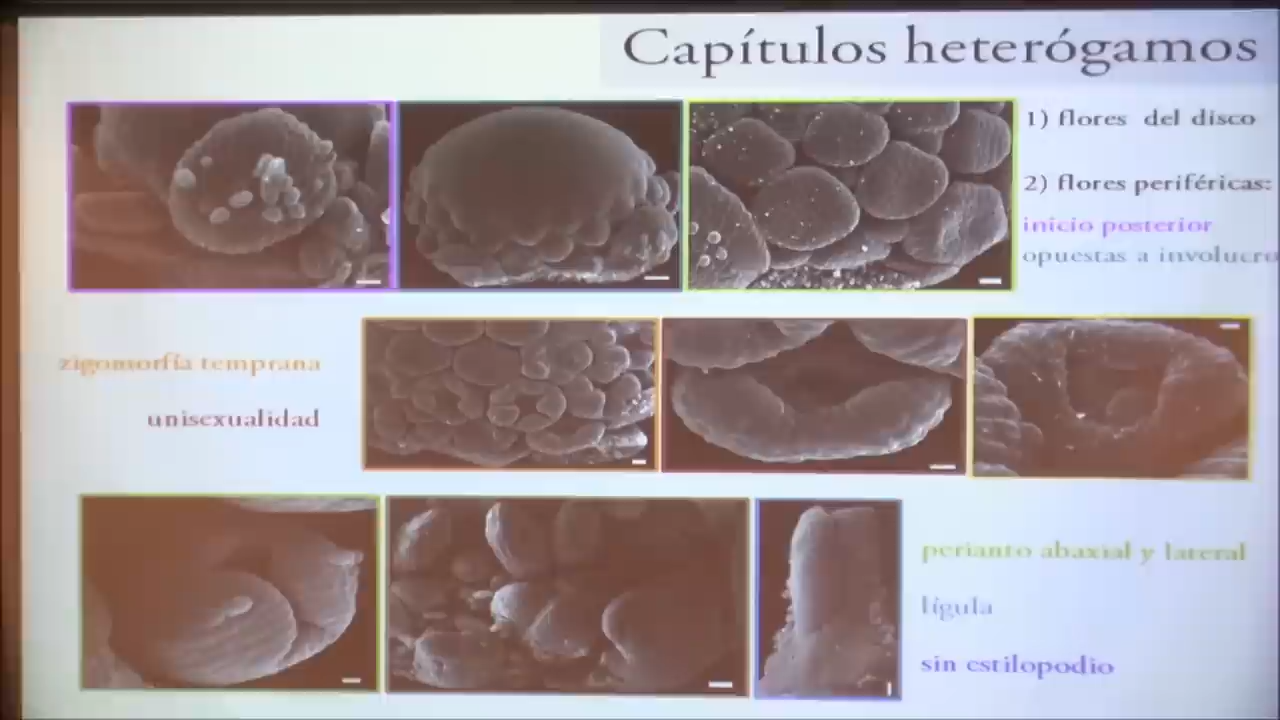 Capítulos heterógamos
1) flores del disco
2) flores periféricas:
inicio posterior
opuestas a involucro
zigomorfía temprana
unisexualidad
perianto abaxial y lateral
lígula
sin estilopodio